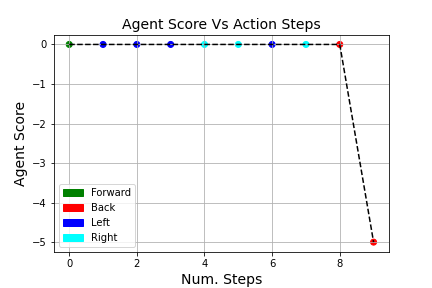 Agent Score Vs Action Steps
Agent Score
0
−1
−2
−3
−4
−5
Forward
Back
Left
Right
0 2 4 6 8
Num. Steps